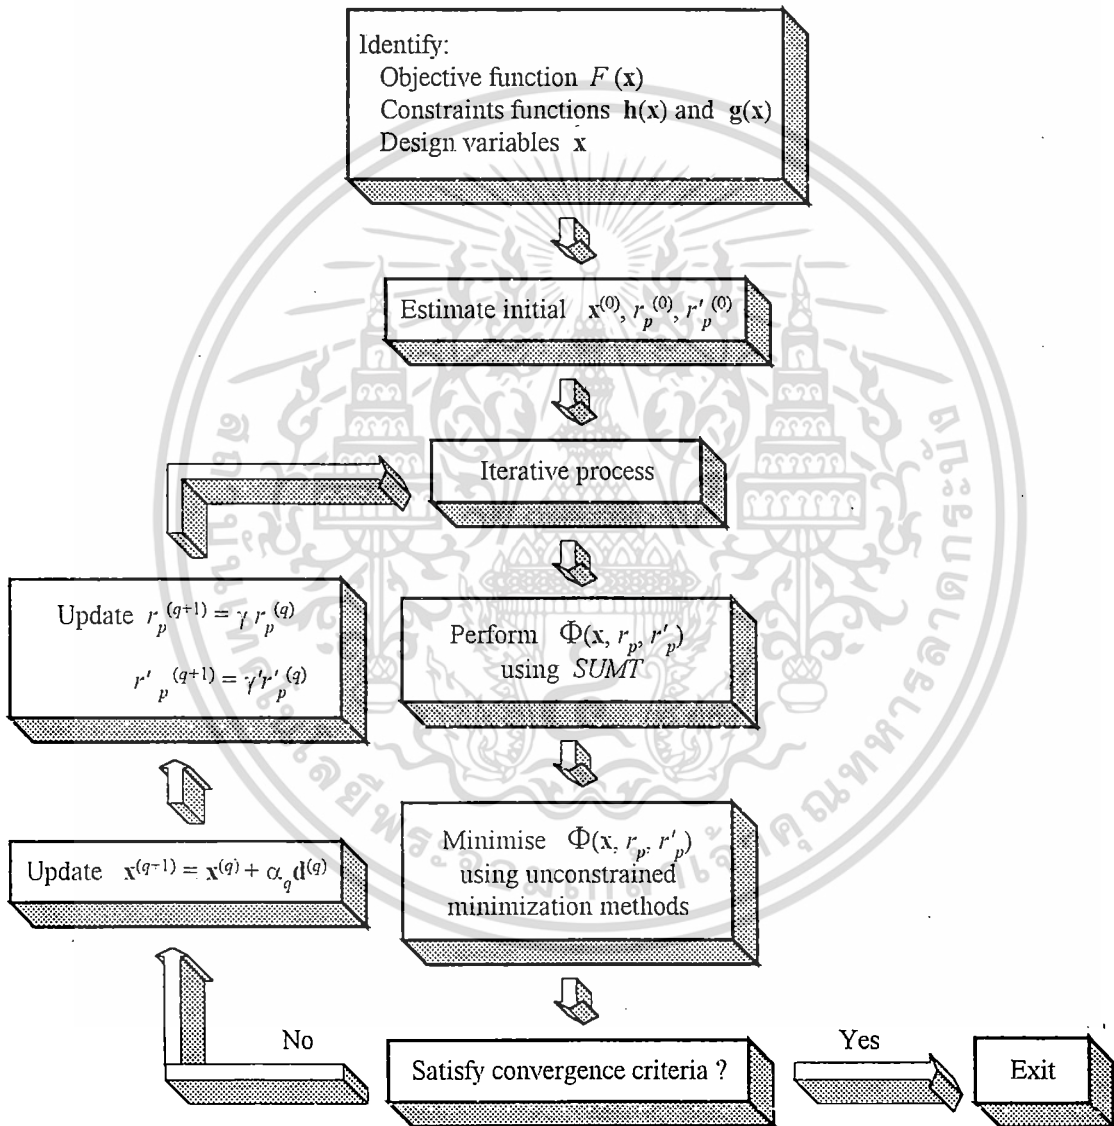 Identify:
Objective function F (x)
Constraints functions h(x) and g(x)
Design variables x
Estimate initial x⁽⁰⁾, r_p⁽⁰⁾, r'_p⁽⁰⁾
Iterative process
Perform Φ(x, r_p, r'_p)
using SUMT
Minimise Φ(x, r_p, r'_p)
using unconstrained
minimization methods
Satisfy convergence criteria ?
Yes
Exit
No
Update x⁽q⁺¹⁾ = x⁽q⁾ + α_q d⁽q⁾
Update r_p⁽q⁺¹⁾ = γ r_p⁽q⁾
r'_p⁽q⁺¹⁾ = γ'r'_p⁽q⁾